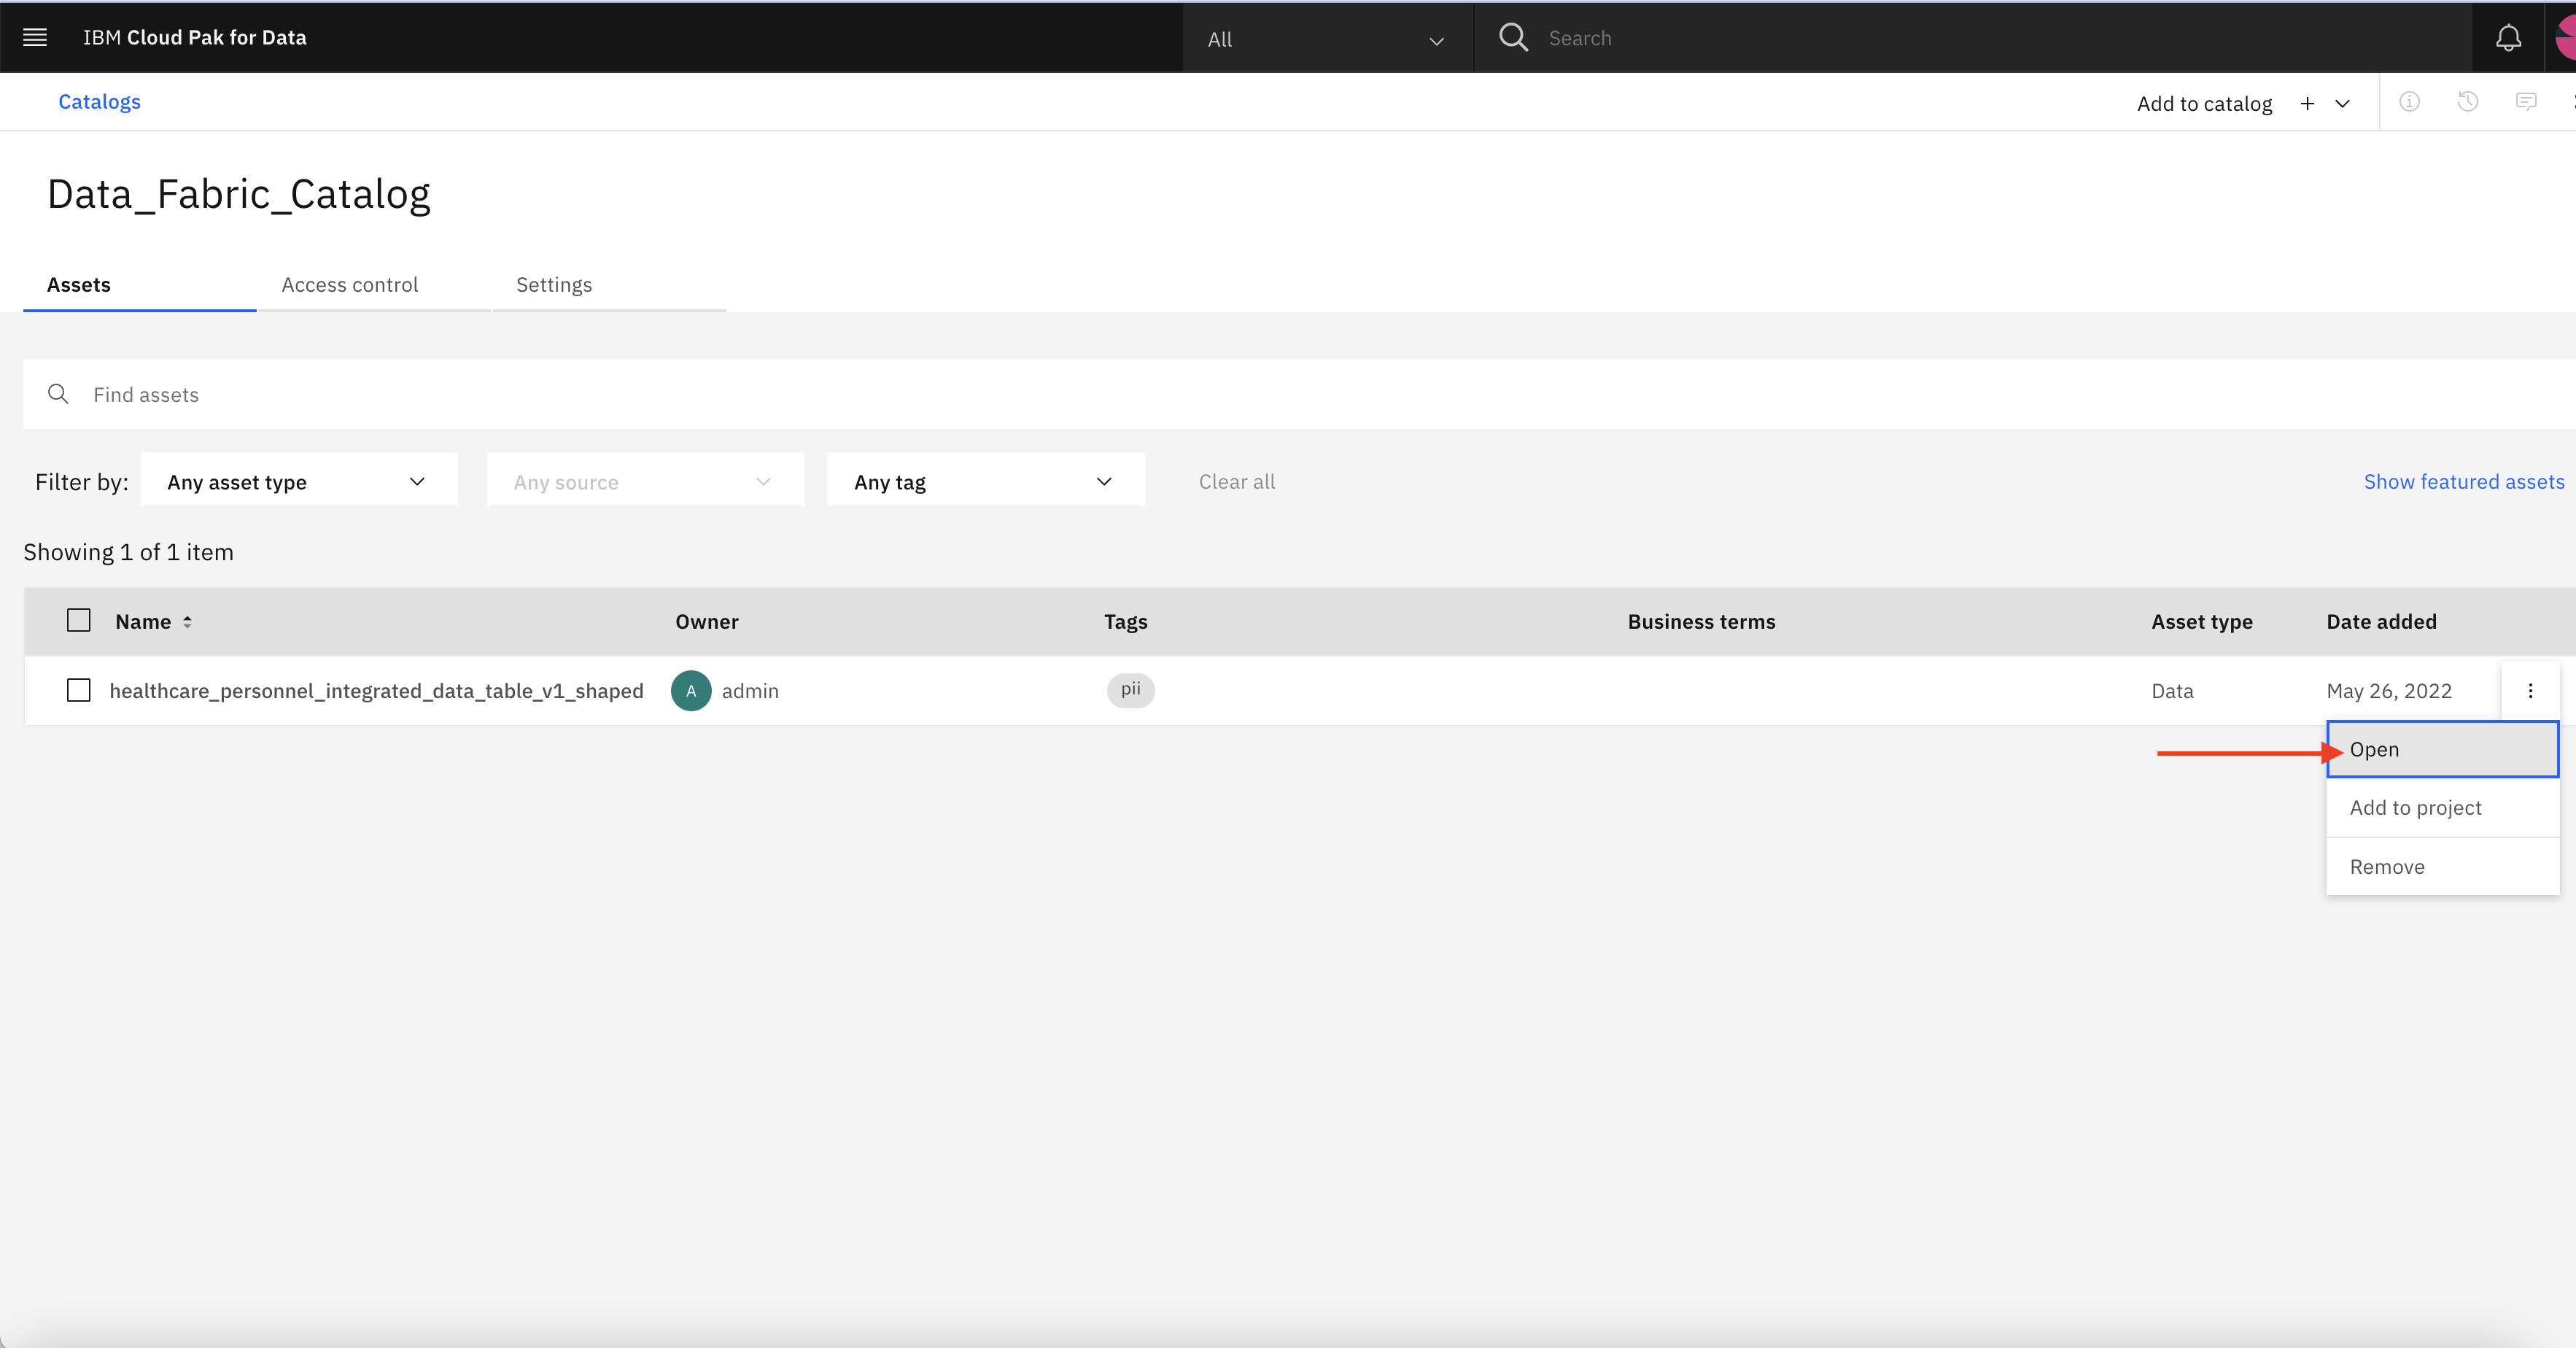 IBM Cloud Pak for Data
All
Search
Catalogs
Add to catalog
Data_Fabric_Catalog
Assets
Access control
Settings
Find assets
Filter by:
Any asset type
Any source
Any tag
Clear all
Show featured assets
Showing 1 of 1 item
Name
Owner
Tags
Business terms
Asset type
Date added
healthcare_personnel_integrated_data_table_v1_shaped
A
admin
pii
Data
May 26, 2022
Open
Add to project
Remove